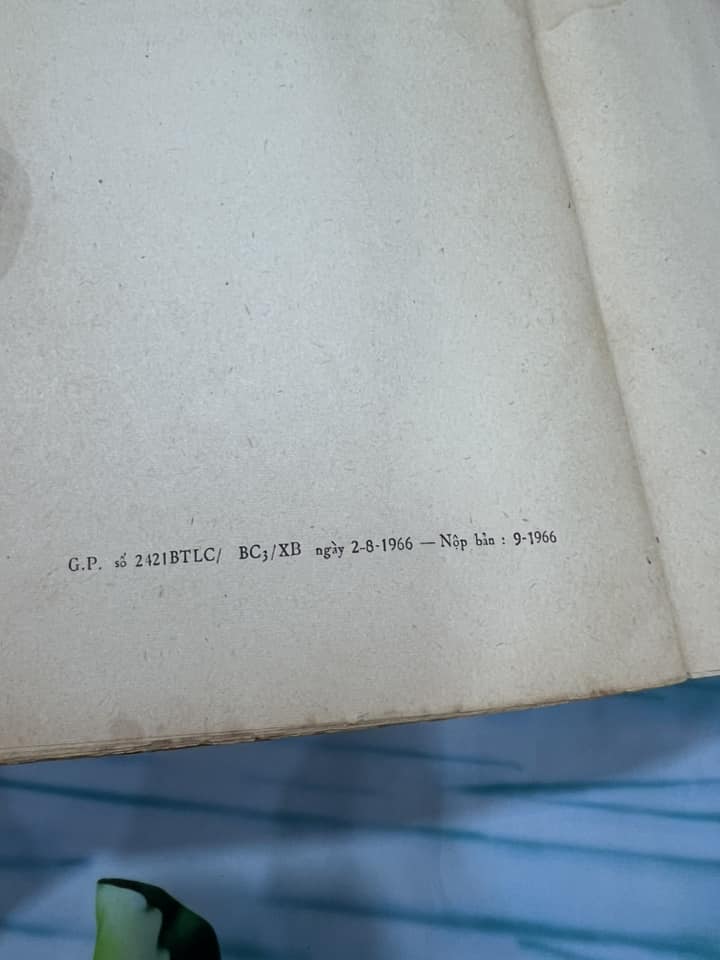 G.P. số 2421BTLC/ BC3/XB ngày 2-8-1966 — Nộp bản : 9-1966